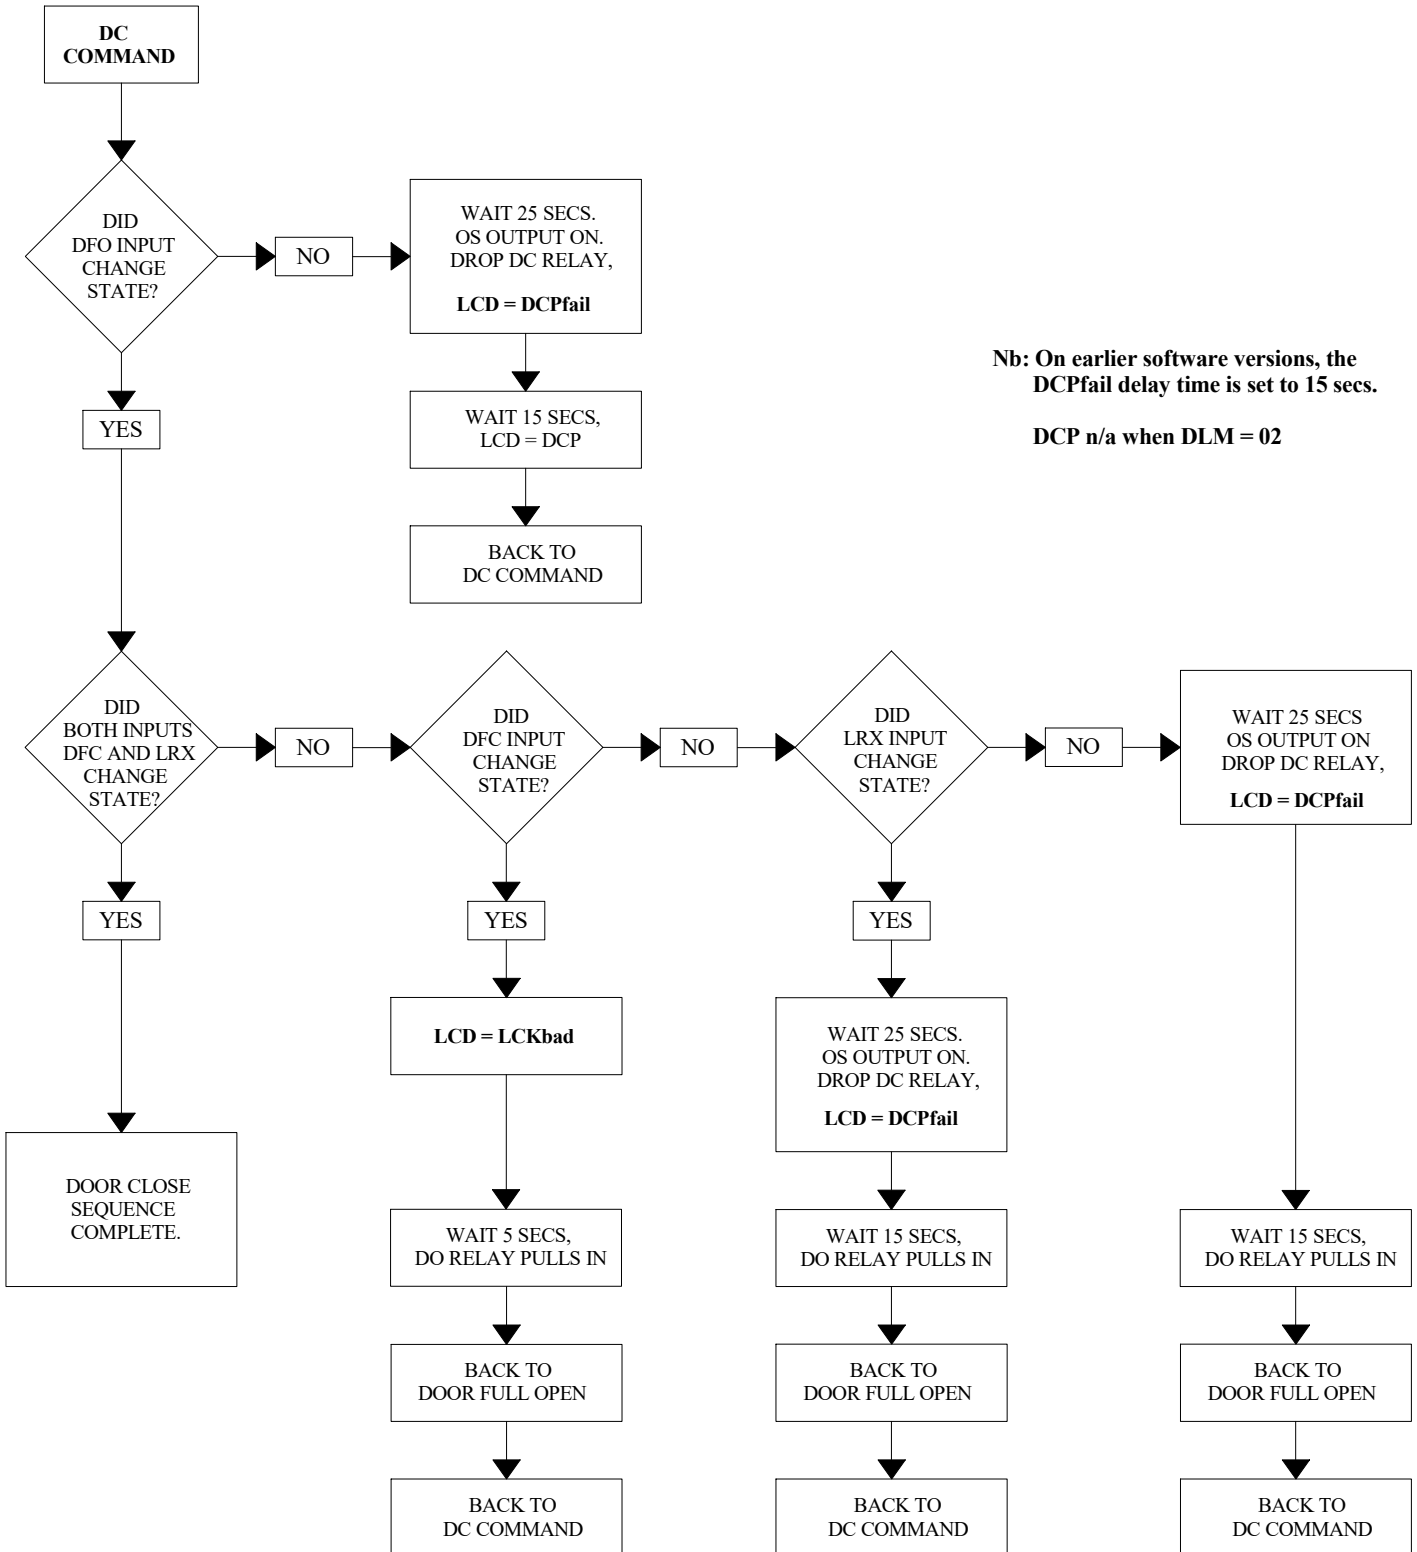 DC
COMMAND
DID
DFO INPUT
CHANGE
STATE?
NO
WAIT 25 SECS.
OS OUTPUT ON.
DROP DC RELAY,
LCD = DCPfail
Nb: On earlier software versions, the
DCPfail delay time is set to 15 secs.
DCP n/a when DLM = 02
YES
WAIT 15 SECS,
LCD = DCP
BACK TO
DC COMMAND
DID
BOTH INPUTS
DFC AND LRX
CHANGE
STATE?
NO
DID
DFC INPUT
CHANGE
STATE?
NO
DID
LRX INPUT
CHANGE
STATE?
NO
WAIT 25 SECS
OS OUTPUT ON
DROP DC RELAY,
LCD = DCPfail
YES
YES
YES
LCD = LCKbad
WAIT 25 SECS.
OS OUTPUT ON.
DROP DC RELAY,
LCD = DCPfail
DOOR CLOSE
SEQUENCE
COMPLETE.
WAIT 5 SECS,
DO RELAY PULLS IN
WAIT 15 SECS,
DO RELAY PULLS IN
WAIT 15 SECS,
DO RELAY PULLS IN
BACK TO
DOOR FULL OPEN
BACK TO
DOOR FULL OPEN
BACK TO
DOOR FULL OPEN
BACK TO
DC COMMAND
BACK TO
DC COMMAND
BACK TO
DC COMMAND